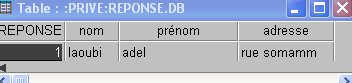 Table : :PRIVE:REPONSE.DB
REPONSE nom prénom adresse
1 laoubi adel rue somamm